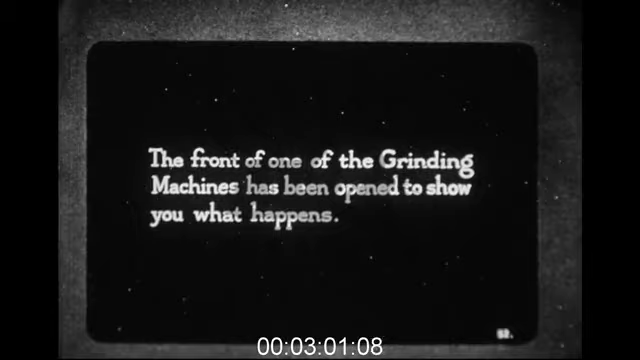 The front of one of the Grinding
Machines has been opened to show
you what happens.
00:03:01:08